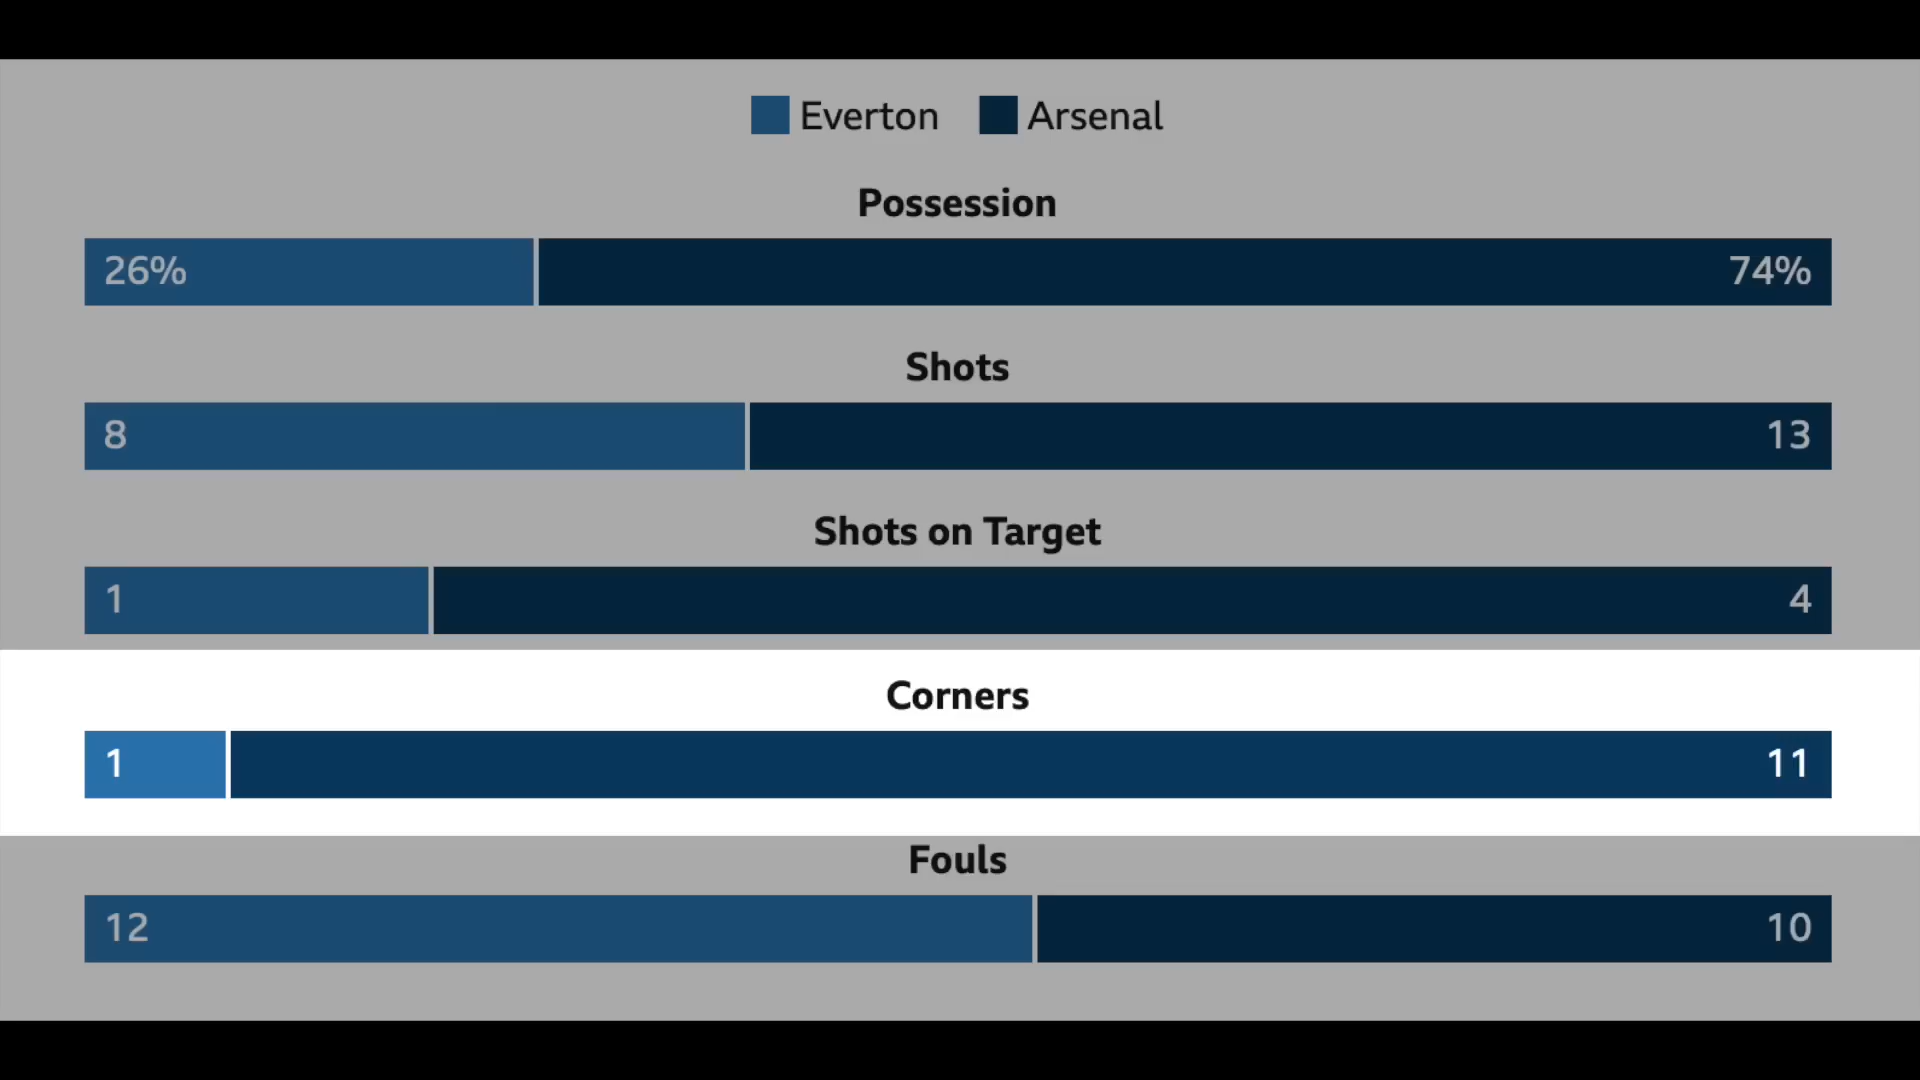 Everton Arsenal
Possession
26% 74%
Shots
8 13
Shots on Target
1 4
Corners
1 11
Fouls
12 10